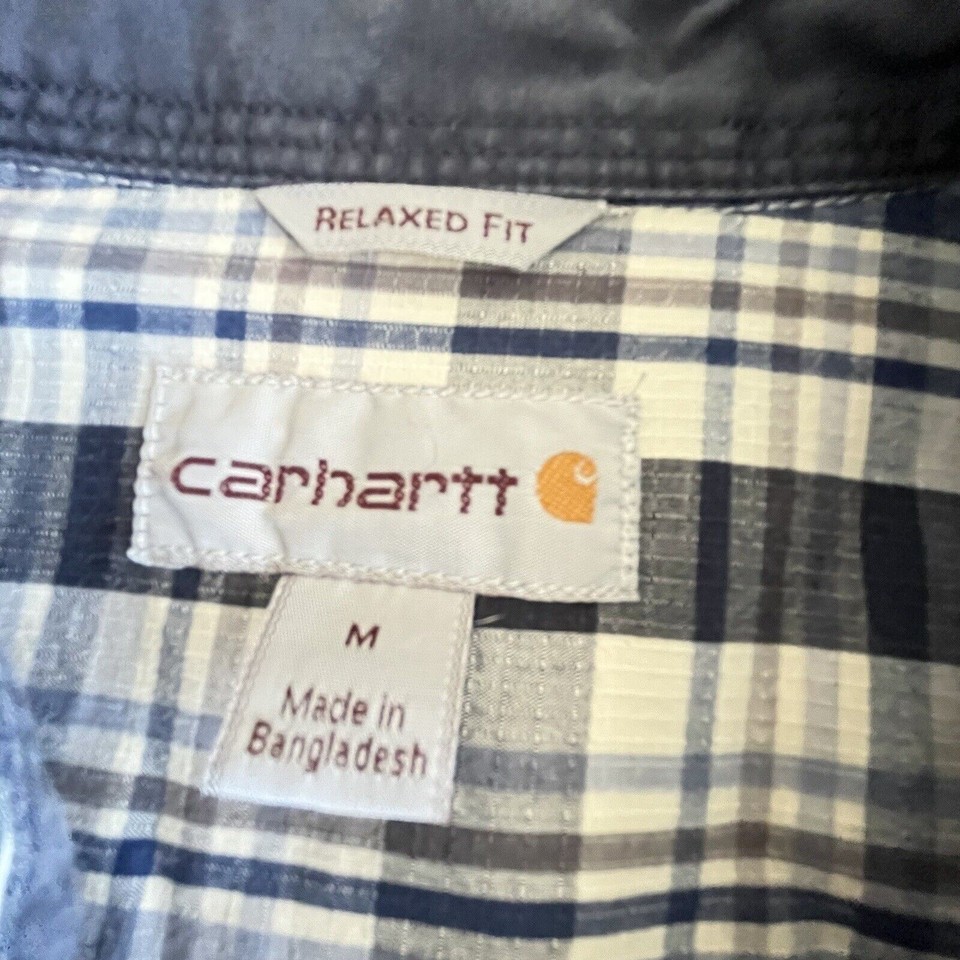 RELAXED FIT
carhartt
M
Made in
Bangladesh